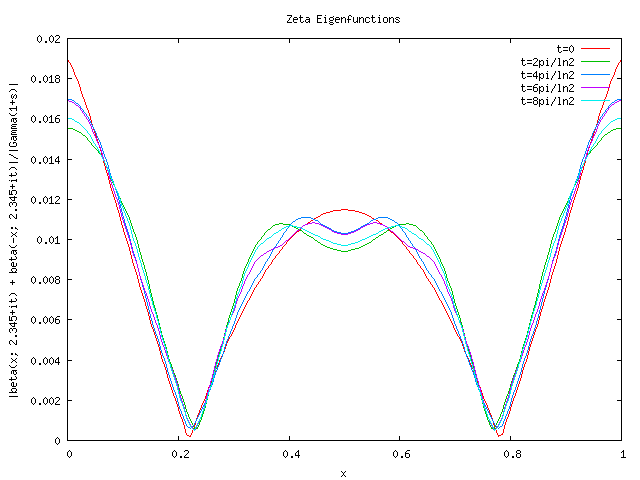 Zeta Eigenfunctions
|beta(x; 2.345+it) + beta(-x; 2.345+it)|/|Gamma(1+s)|
0.02
0.018
0.016
0.014
0.012
0.01
0.008
0.006
0.004
0.002
0
t=0
t=2pi/ln2
t=4pi/ln2
t=6pi/ln2
t=8pi/ln2
0 0.2 0.4 0.6 0.8 1
x